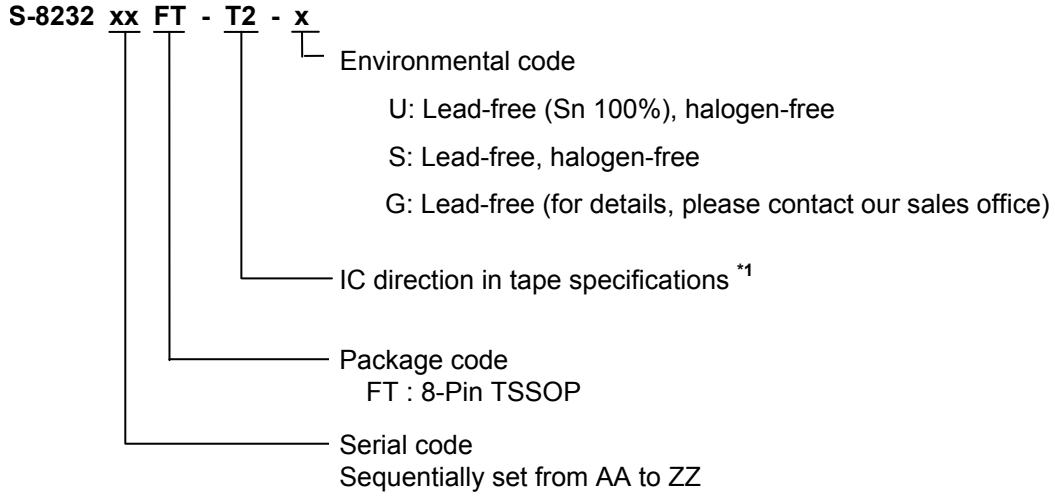 S-8232 xx FT - T2 - x
Environmental code
U: Lead-free (Sn 100%), halogen-free
S: Lead-free, halogen-free
G: Lead-free (for details, please contact our sales office)
IC direction in tape specifications *1
Package code
FT : 8-Pin TSSOP
Serial code
Sequentially set from AA to ZZ